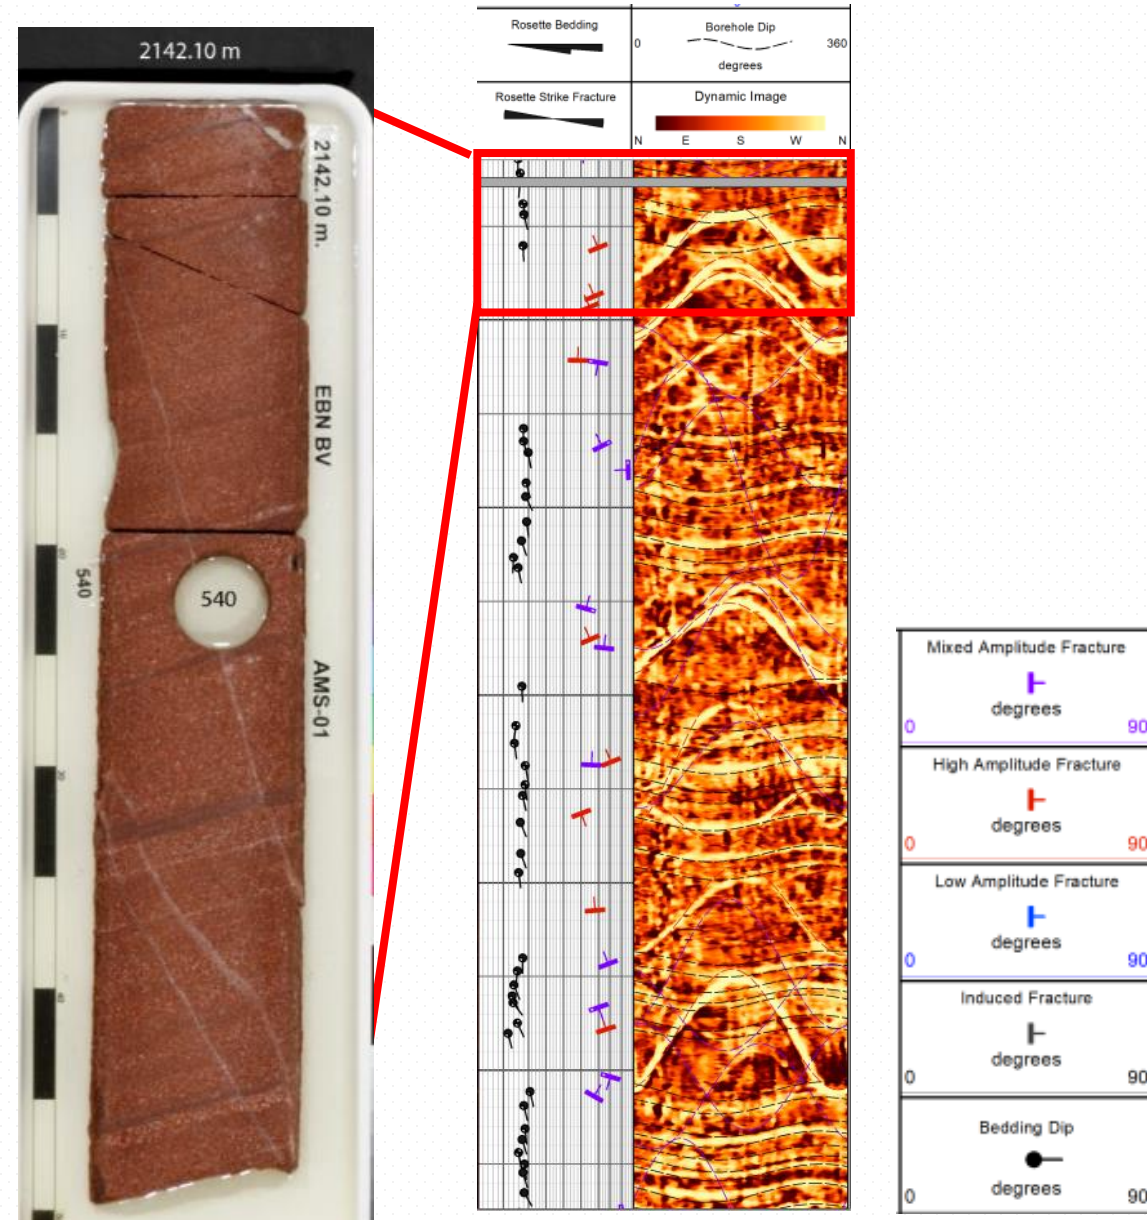 2142.10 m
2142.10 m.
EBN BV
540
540
AMS-01
Rosette Bedding
0
Borehole Dip
360
degrees
Rosette Strike Fracture
Dynamic Image
N
E
S
W
N
Mixed Amplitude Fracture
degrees
0
90
High Amplitude Fracture
degrees
0
90
Low Amplitude Fracture
degrees
0
90
Induced Fracture
degrees
0
90
Bedding Dip
degrees
0
90